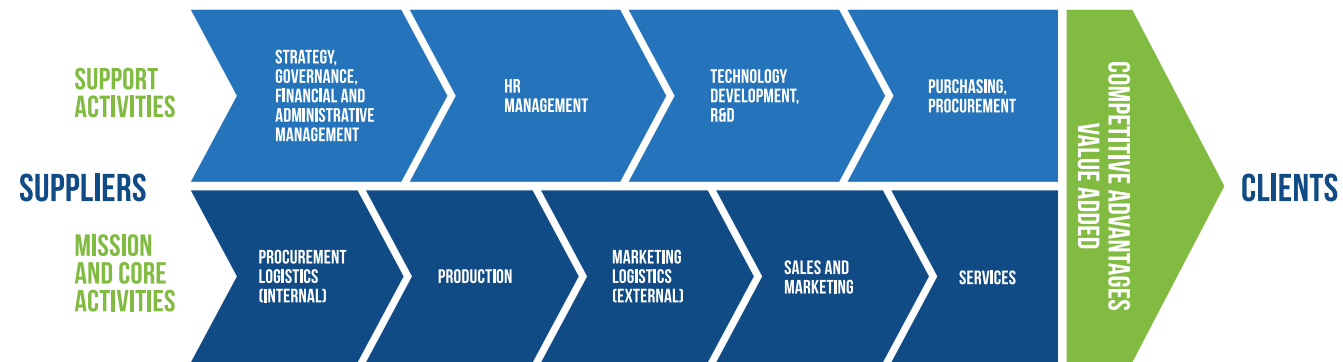 SUPPORT
ACTIVITIES
STRATEGY,
GOVERNANCE,
FINANCIAL AND
ADMINISTRATIVE
MANAGEMENT
HR
MANAGEMENT
TECHNOLOGY
DEVELOPMENT,
R&D
PURCHASING,
PROCUREMENT
SUPPLIERS
MISSION
AND CORE
ACTIVITIES
PROCUREMENT
LOGISTICS
(INTERNAL)
PRODUCTION
MARKETING
LOGISTICS
(EXTERNAL)
SALES AND
MARKETING
SERVICES
COMPETITIVE ADVANTAGES
VALUE ADDED
CLIENTS